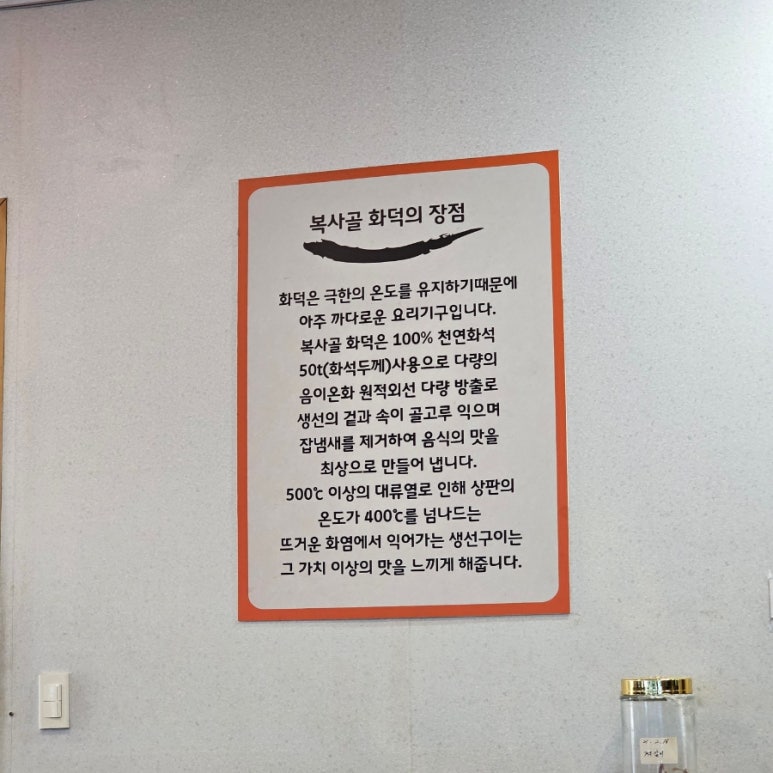 복사골 화덕의 장점
화덕은 극한의 온도를 유지하기때문에
아주 까다로운 요리기구입니다.
복사골 화덕은 100% 천연화석
50t(화석두께)사용으로 다량의
음이온화 원적외선 다량 방출로
생선의 겉과 속이 골고루 익으며
잡냄새를 제거하여 음식의 맛을
최상으로 만들어 냅니다.
500℃ 이상의 대류열로 인해 상판의
온도가 400℃를 넘나드는
뜨거운 화염에서 익어가는 생선구이는
그 가치 이상의 맛을 느끼게 해줍니다.